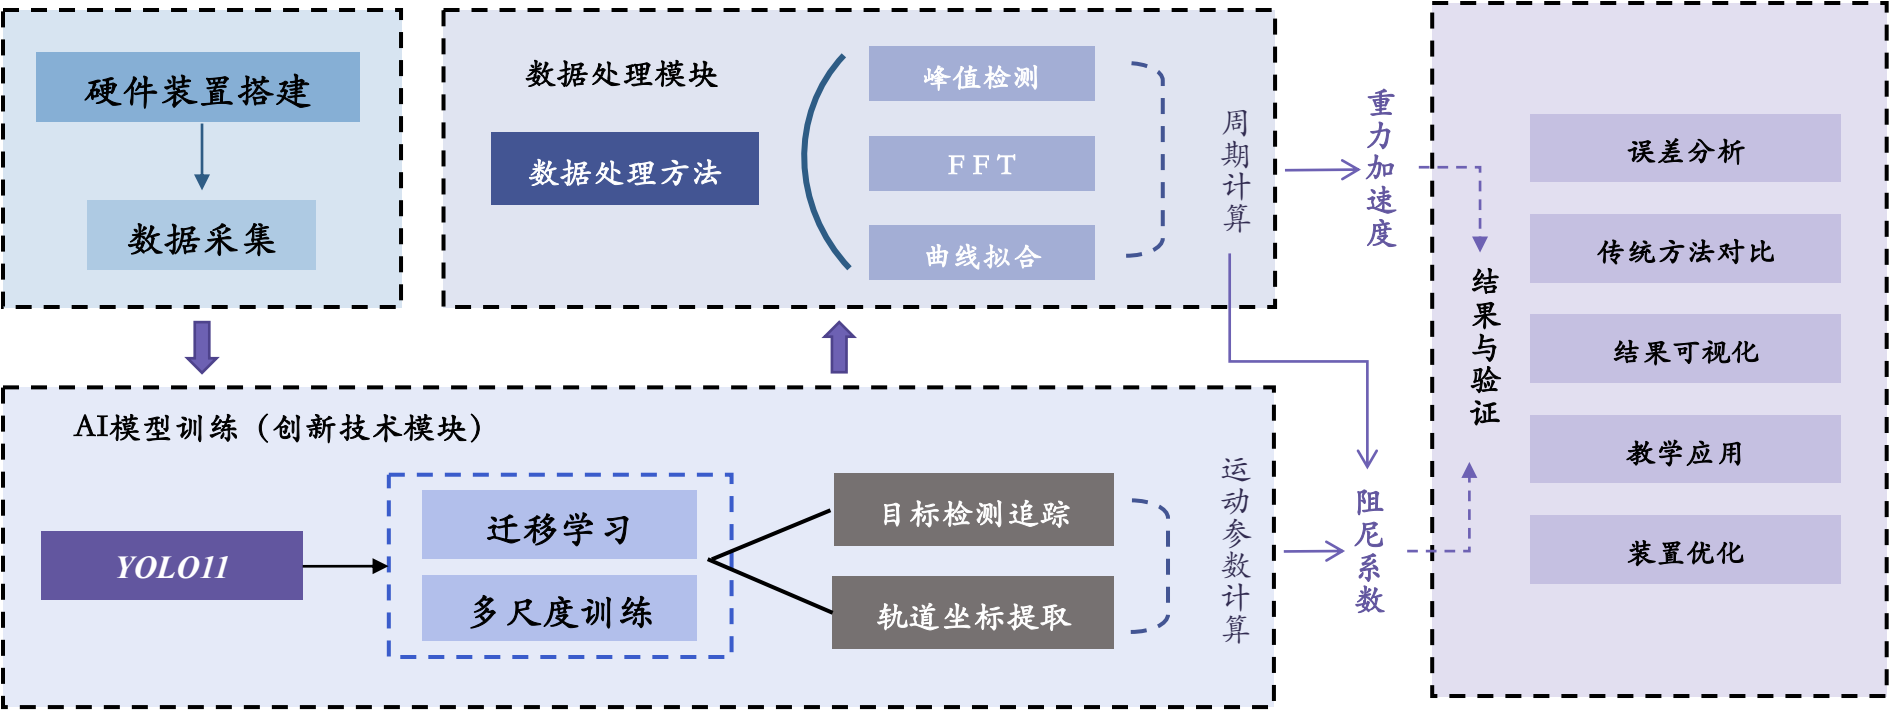 硬件装置搭建
数据采集
数据处理模块
数据处理方法
峰值检测
FFT
曲线拟合
周期计算
重力加速度
AI模型训练（创新技术模块）
YOLO11
迁移学习
多尺度训练
目标检测追踪
轨道坐标提取
运动参数计算
阻尼系数
结果与验证
误差分析
传统方法对比
结果可视化
教学应用
装置优化